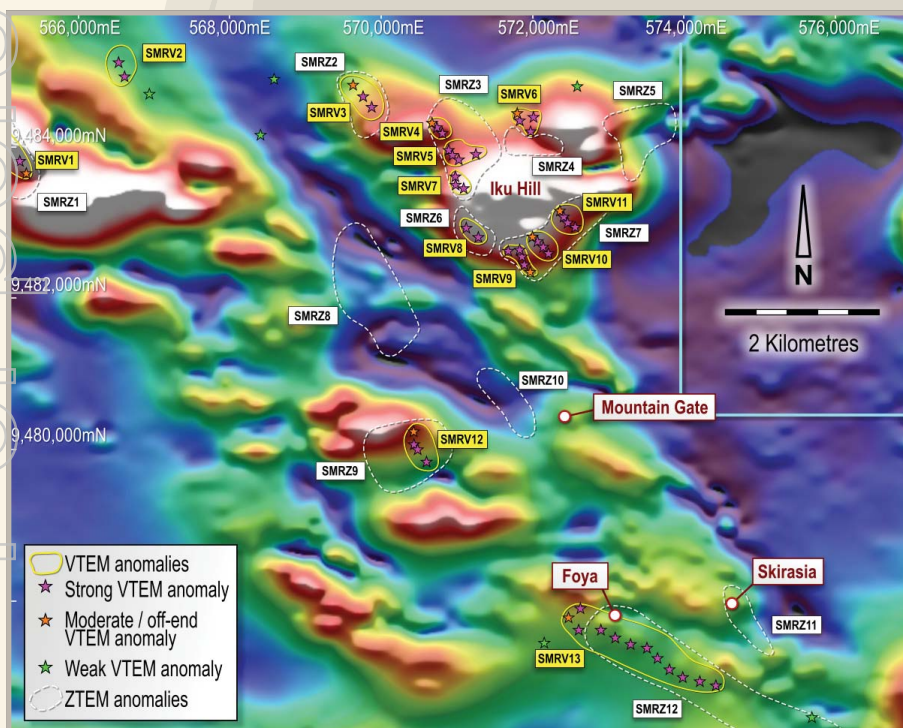 566,000mE 568,000mE 570,000mE 572,000mE 574,000mE 576,000mE
SMRV2
SMRZ2
SMRZ3
SMRV6
SMRZ5
SMRV3
SMRV4
9,484,000mN
SMRV1
SMRV5
SMRZ4
SMRV7
Iku Hill
SMRZ1
SMRZ6
SMRV11
SMRZ7
SMRV8
SMRV10
SMRV9
9,482,000mN
SMRZ8
N
2 Kilometres
SMRZ10
Mountain Gate
9,480,000mN
SMRV12
SMRZ9
Foya
Skirasia
SMRZ11
SMRV13
SMRZ12
VTEM anomalies
Strong VTEM anomaly
Moderate / off-end
VTEM anomaly
Weak VTEM anomaly
ZTEM anomalies